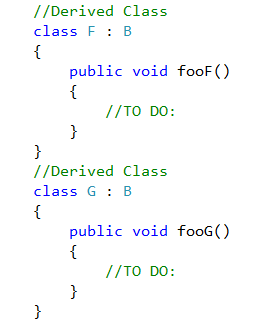 //Derived Class
class F : B
{
    public void fooF()
    {
        //TO DO:
    }
}
//Derived Class
class G : B
{
    public void fooG()
    {
        //TO DO:
    }
}